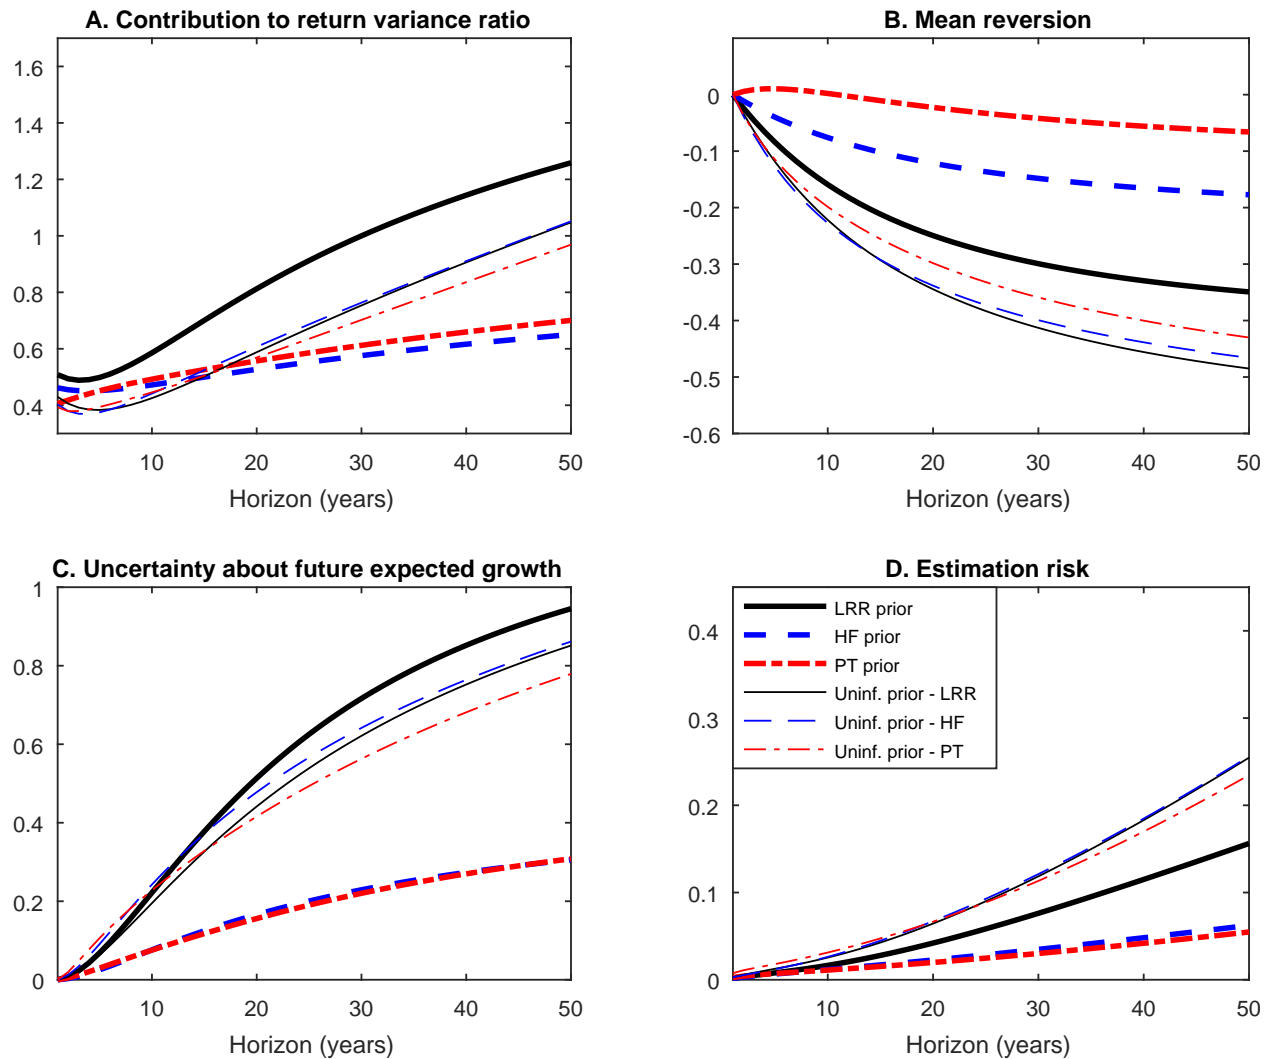 A. Contribution to return variance ratio
1.6
1.4
1.2
1
0.8
0.6
0.4
10 20 30 40 50
Horizon (years)
B. Mean reversion
0
-0.1
-0.2
-0.3
-0.4
-0.5
-0.6
10 20 30 40 50
Horizon (years)
C. Uncertainty about future expected growth
1
0.8
0.6
0.4
0.2
0
10 20 30 40 50
Horizon (years)
D. Estimation risk
0.4
0.3
0.2
0.1
0
LRR prior
HF prior
PT prior
Uninf. prior - LRR
Uninf. prior - HF
Uninf. prior - PT
10 20 30 40 50
Horizon (years)